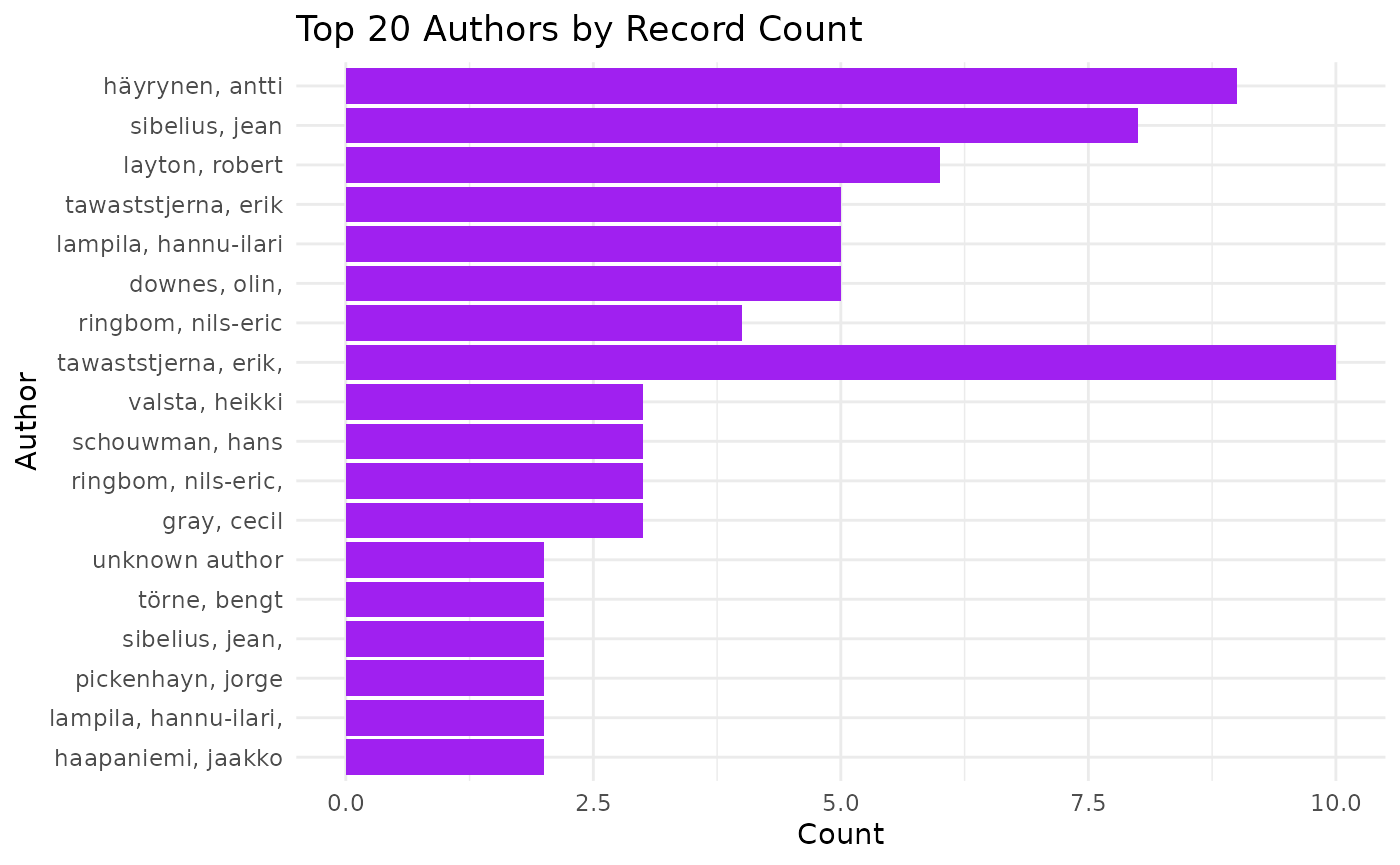 Top 20 Authors by Record Count
Author
häyrynen, antti
sibelius, jean
layton, robert
tawaststjerna, erik
lampila, hannu-ilari
downes, olin,
ringbom, nils-eric
tawaststjerna, erik,
valsta, heikki
schouwman, hans
ringbom, nils-eric,
gray, cecil
unknown author
törne, bengt
sibelius, jean,
pickenhayn, jorge
lampila, hannu-ilari,
haapaniemi, jaakko
0.0 2.5 5.0 7.5 10.0
Count